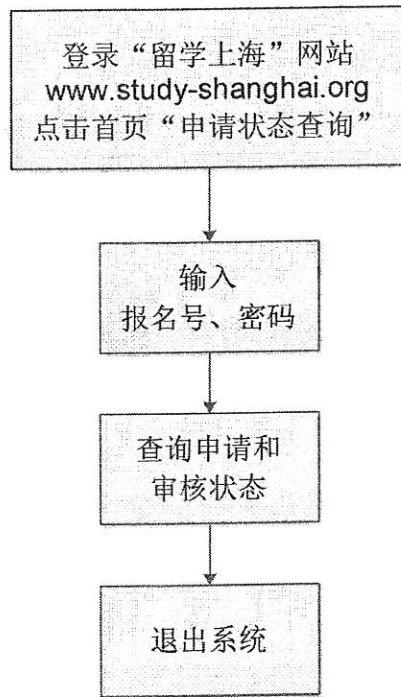 登录“留学上海”网站
www.study-shanghai.org
点击首页“申请状态查询”
输入
报名号、密码
查询申请和
审核状态
退出系统